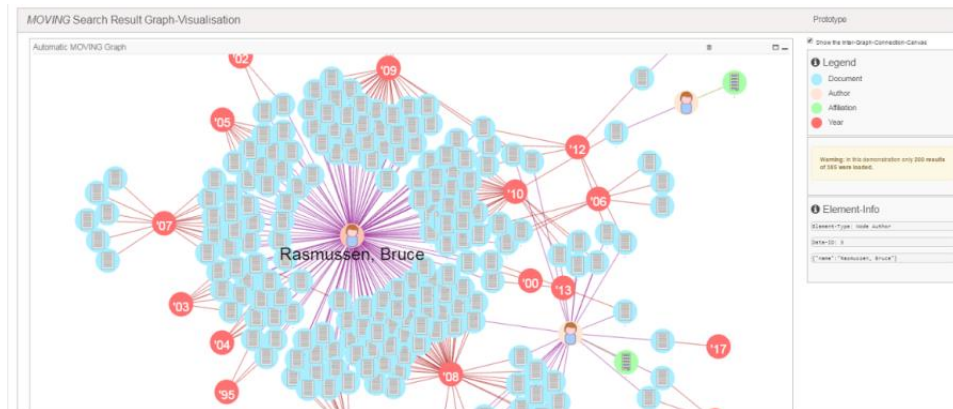 MOVING Search Result Graph-Visualisation
Prototype
Automatic MOVING Graph
Show the Inter-Graph-Connection-Canvas
Legend
Document
Author
Affiliation
Year
Warning: In this demonstration only 200 results
of 365 were loaded.
Element-Info
Element-Type: Node Author
Data-ID: 3
{"name":"Rasmussen, Bruce"}
'02
'09
'05
'12
'10
'06
'07
Rasmussen, Bruce
'00
'13
'03
'04
'17
'08
'95